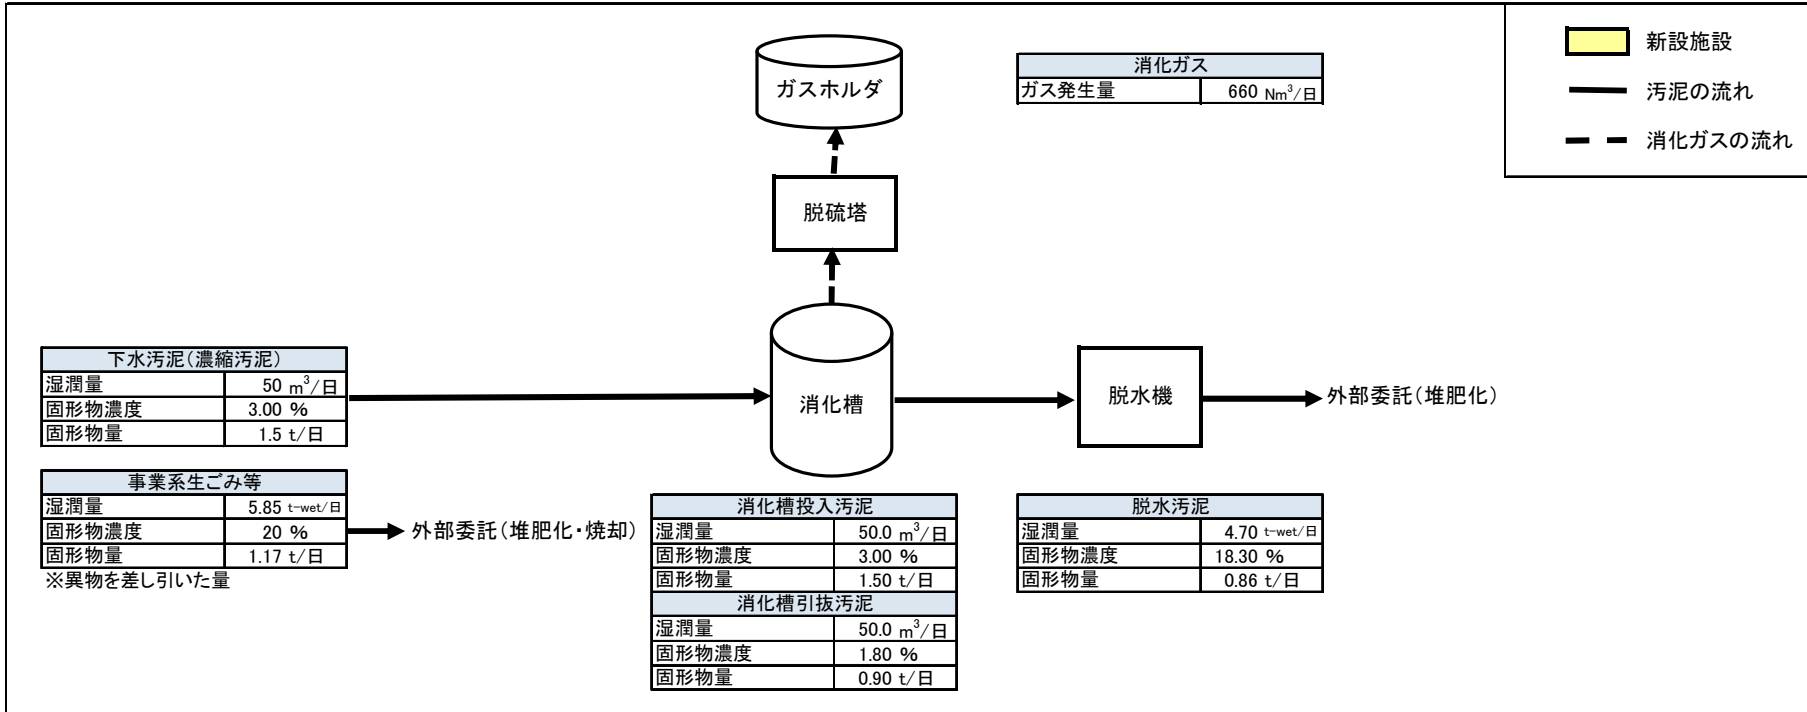 新設施設
汚泥の流れ
消化ガスの流れ
ガスホルダ
消化ガス
ガス発生量 660 Nm³/日
脱硫塔
下水汚泥(濃縮汚泥)
湿潤量 50 m³/日
固形物濃度 3.00 %
固形物量 1.5 t/日
消化槽
脱水機
外部委託(堆肥化)
事業系生ごみ等
湿潤量 5.85 t-wet/日
固形物濃度 20 %
固形物量 1.17 t/日
※異物を差し引いた量
外部委託(堆肥化・焼却)
消化槽投入汚泥
湿潤量 50.0 m³/日
固形物濃度 3.00 %
固形物量 1.50 t/日
消化槽引抜汚泥
湿潤量 50.0 m³/日
固形物濃度 1.80 %
固形物量 0.90 t/日
脱水汚泥
湿潤量 4.70 t-wet/日
固形物濃度 18.30 %
固形物量 0.86 t/日